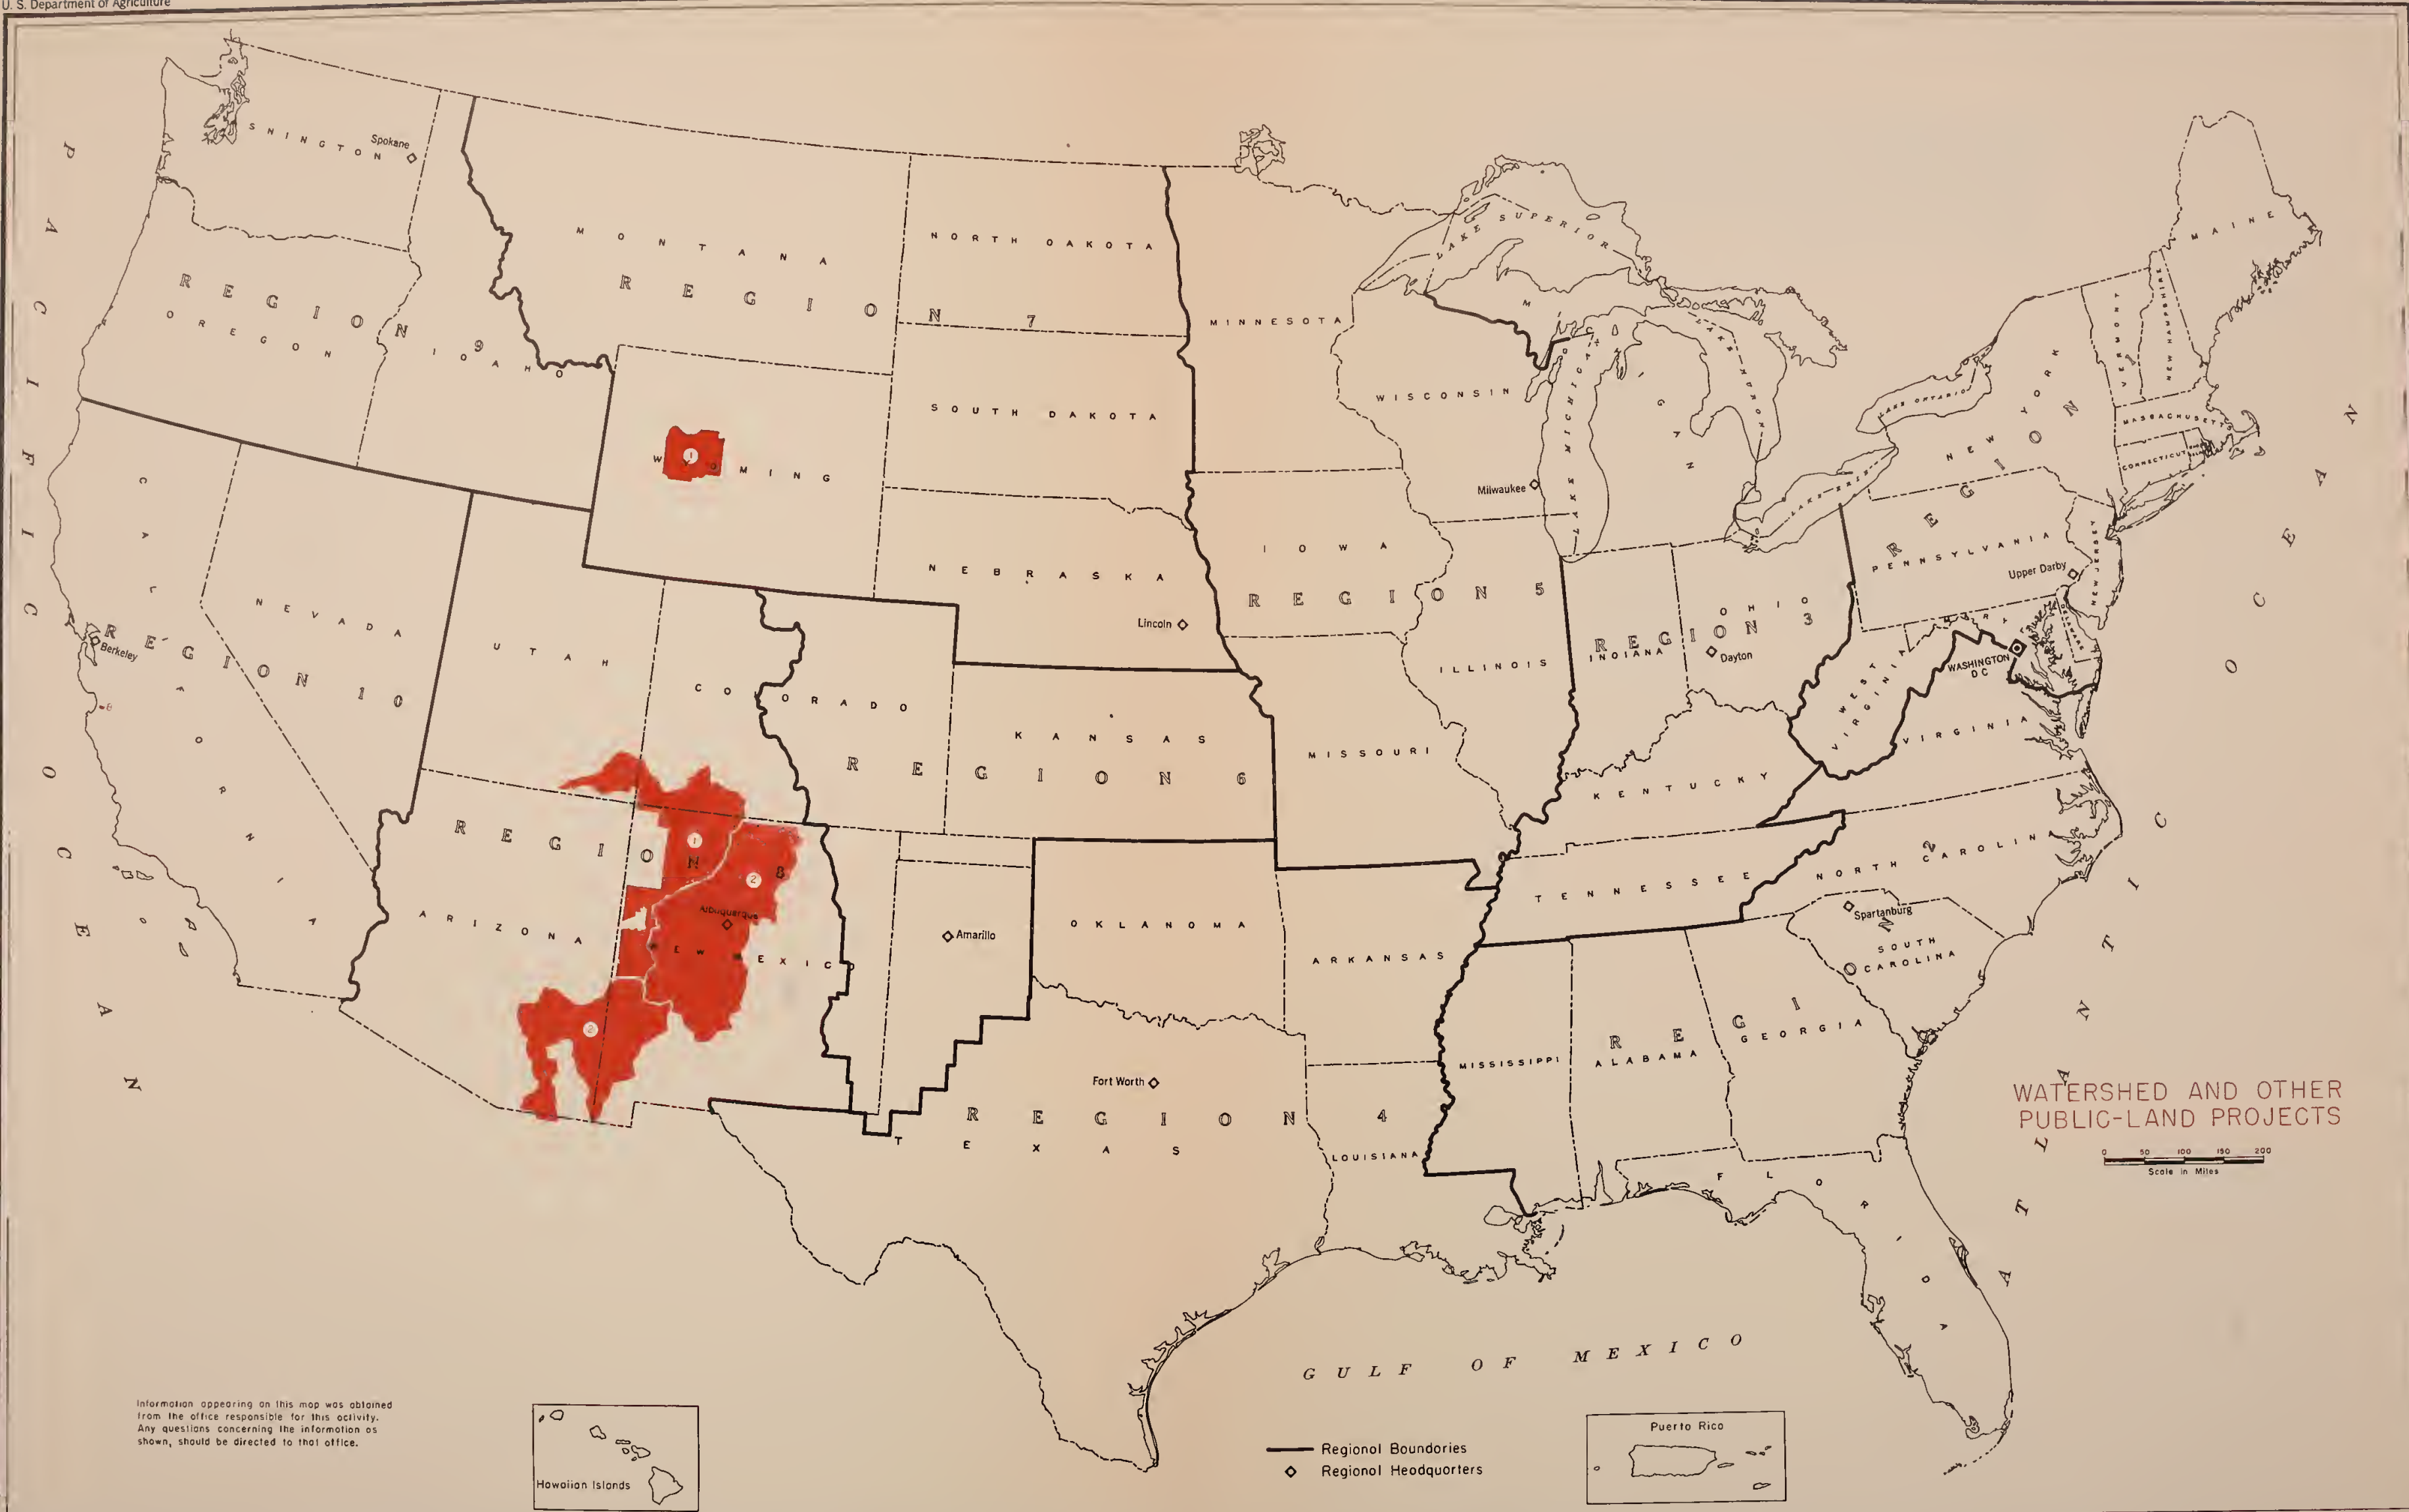 U. S. Department of Agriculture
PACIFIC OCEAN
SHINGTON
Spokane
MONTANA
NORTH DAKOTA
MINNESOTA
LAKE SUPERIOR
MAINE
REGION 9
OREGON
IDAHO
REGION 7
SOUTH DAKOTA
WISCONSIN
MICHIGAN
LAKE MICHIGAN
LAKE HURON
LAKE ONTARIO
LAKE ERIE
NEW YORK
VERMONT
NEW HAMPSHIRE
MASSACHUSETTS
CONNECTICUT
REGION
WYOMING
1
Milwaukee
CALIFORNIA
NEVADA
UTAH
NEBRASKA
Lincoln
IOWA
REGION 5
ILLINOIS
INDIANA
OHIO
REGION 3
Dayton
PENNSYLVANIA
Upper Darby
NEW JERSEY
DELAWARE
WASHINGTON
DC
WEST
VIRGINIA
VIRGINIA
Berkeley
REGION 10
COLORADO
KANSAS
REGION 6
MISSOURI
KENTUCKY
REGION 8
1
2
2
Albuquerque
ARIZONA
NEW MEXICO
Amarillo
OKLAHOMA
ARKANSAS
TENNESSEE
NORTH CAROLINA
Spartanburg
SOUTH
CAROLINA
REGION 2
MISSISSIPPI
ALABAMA
GEORGIA
Fort Worth
REGION 4
TEXAS
LOUISIANA
FLORIDA
ATLANTIC OCEAN
WATERSHED AND OTHER
PUBLIC-LAND PROJECTS
0 50 100 150 200
Scale in Miles
GULF OF MEXICO
Information appearing on this map was obtained
from the office responsible for this activity.
Any questions concerning the information as
shown, should be directed to that office.
Hawaiian Islands
Regional Boundaries
Regional Headquarters
Puerto Rico